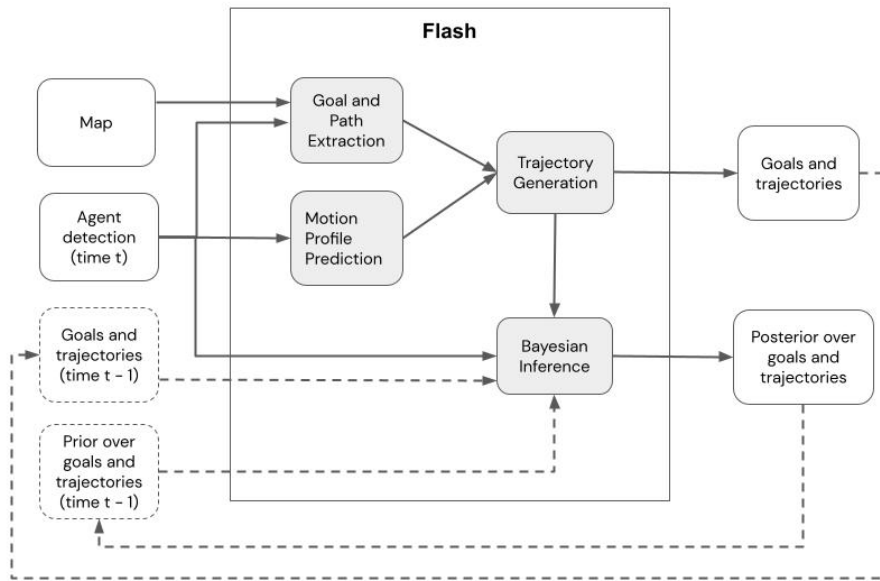 Flash
Map
Goal and
Path
Extraction
Trajectory
Generation
Goals and
trajectories
Agent
detection
(time t)
Motion
Profile
Prediction
Goals and
trajectories
(time t - 1)
Bayesian
Inference
Posterior over
goals and
trajectories
Prior over
goals and
trajectories
(time t - 1)